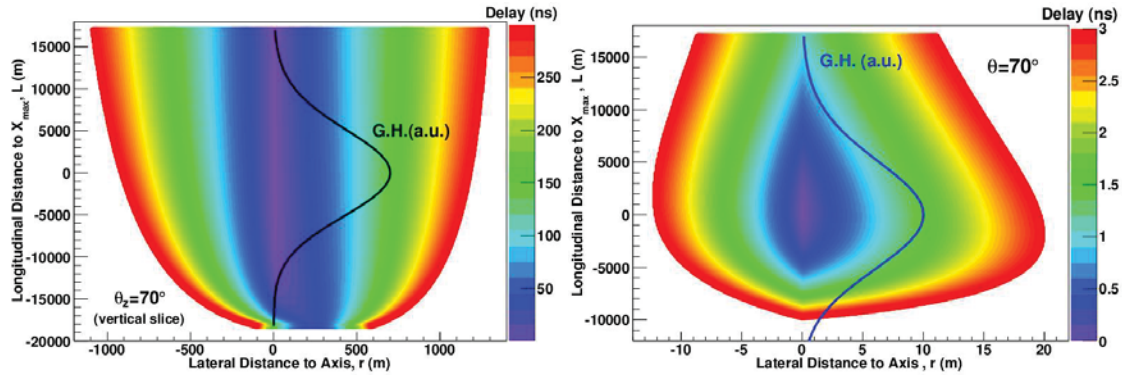 Delay (ns)
Longitudinal Distance to Xmax, L (m)
15000
10000
5000
0
-5000
-10000
-15000
-20000
G.H.(a.u.)
θz=70°
(vertical slice)
250
200
150
100
50
-1000 -500 0 500 1000
Lateral Distance to Axis, r (m)
Delay (ns)
Longitudinal Distance to Xmax, L (m)
15000
10000
5000
0
-5000
-10000
G.H. (a.u.)
θ=70°
3
2.5
2
1.5
1
0.5
0
-10 -5 0 5 10 15 20
Lateral Distance to Axis , r (m)